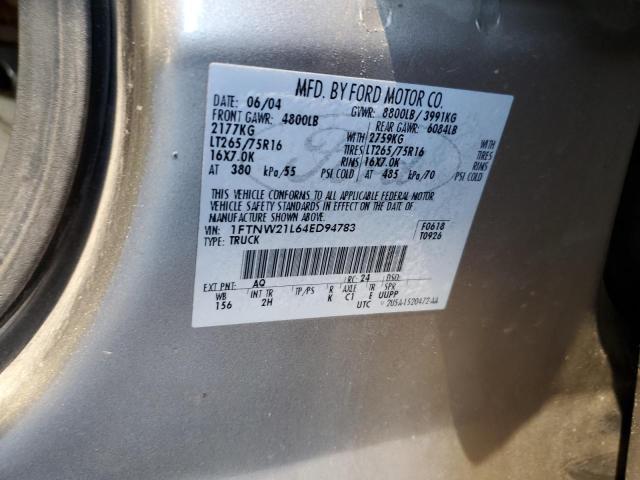 MFD. BY FORD MOTOR CO.
DATE: 06/04 GVWR: 8800LB/ 3991KG
FRONT GAWR: 4800LB REAR GAWR: 6084LB
2177KG WITH 2759KG WITH
LT265/75R16 TIRES LT265/75R16 TIRES
16X7.0K RIMS 16X7.0K RIMS
AT 380 kPa/55 PSI COLD AT 485 kPa/70 PSI COLD
THIS VEHICLE CONFORMS TO ALL APPLICABLE FEDERAL MOTOR
VEHICLE SAFETY STANDARDS IN EFFECT ON THE DATE OF
MANUFACTURE SHOWN ABOVE.
VIN: 1FTNW21L64ED94783 F0618
TYPE: TRUCK T0926
EXT PNT: AQ RC: 24 DSO:
WB INT TR TP/PS R AXLE TR SPR
156 2H K C1 E UUPP
UTC